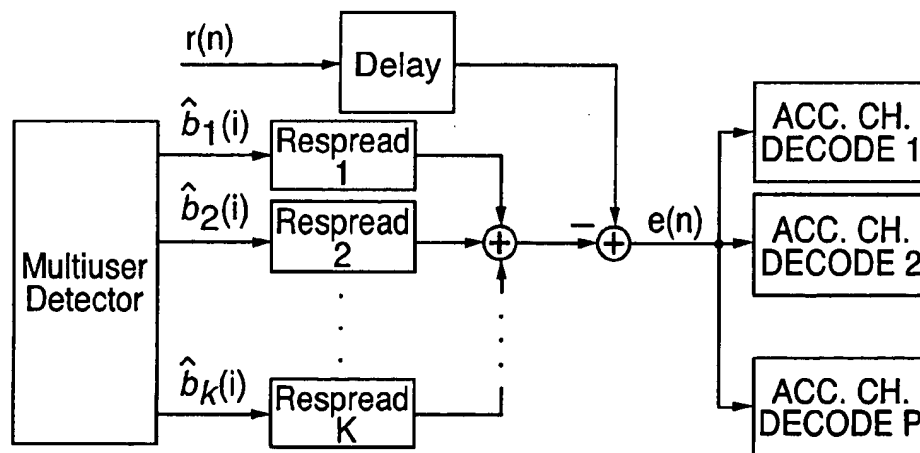 r(n)
Delay
Multiuser
Detector
b̂1(i)
Respread
1
b̂2(i)
Respread
2
b̂k(i)
Respread
K
+
−
+
e(n)
ACC. CH.
DECODE 1
ACC. CH.
DECODE 2
ACC. CH.
DECODE P